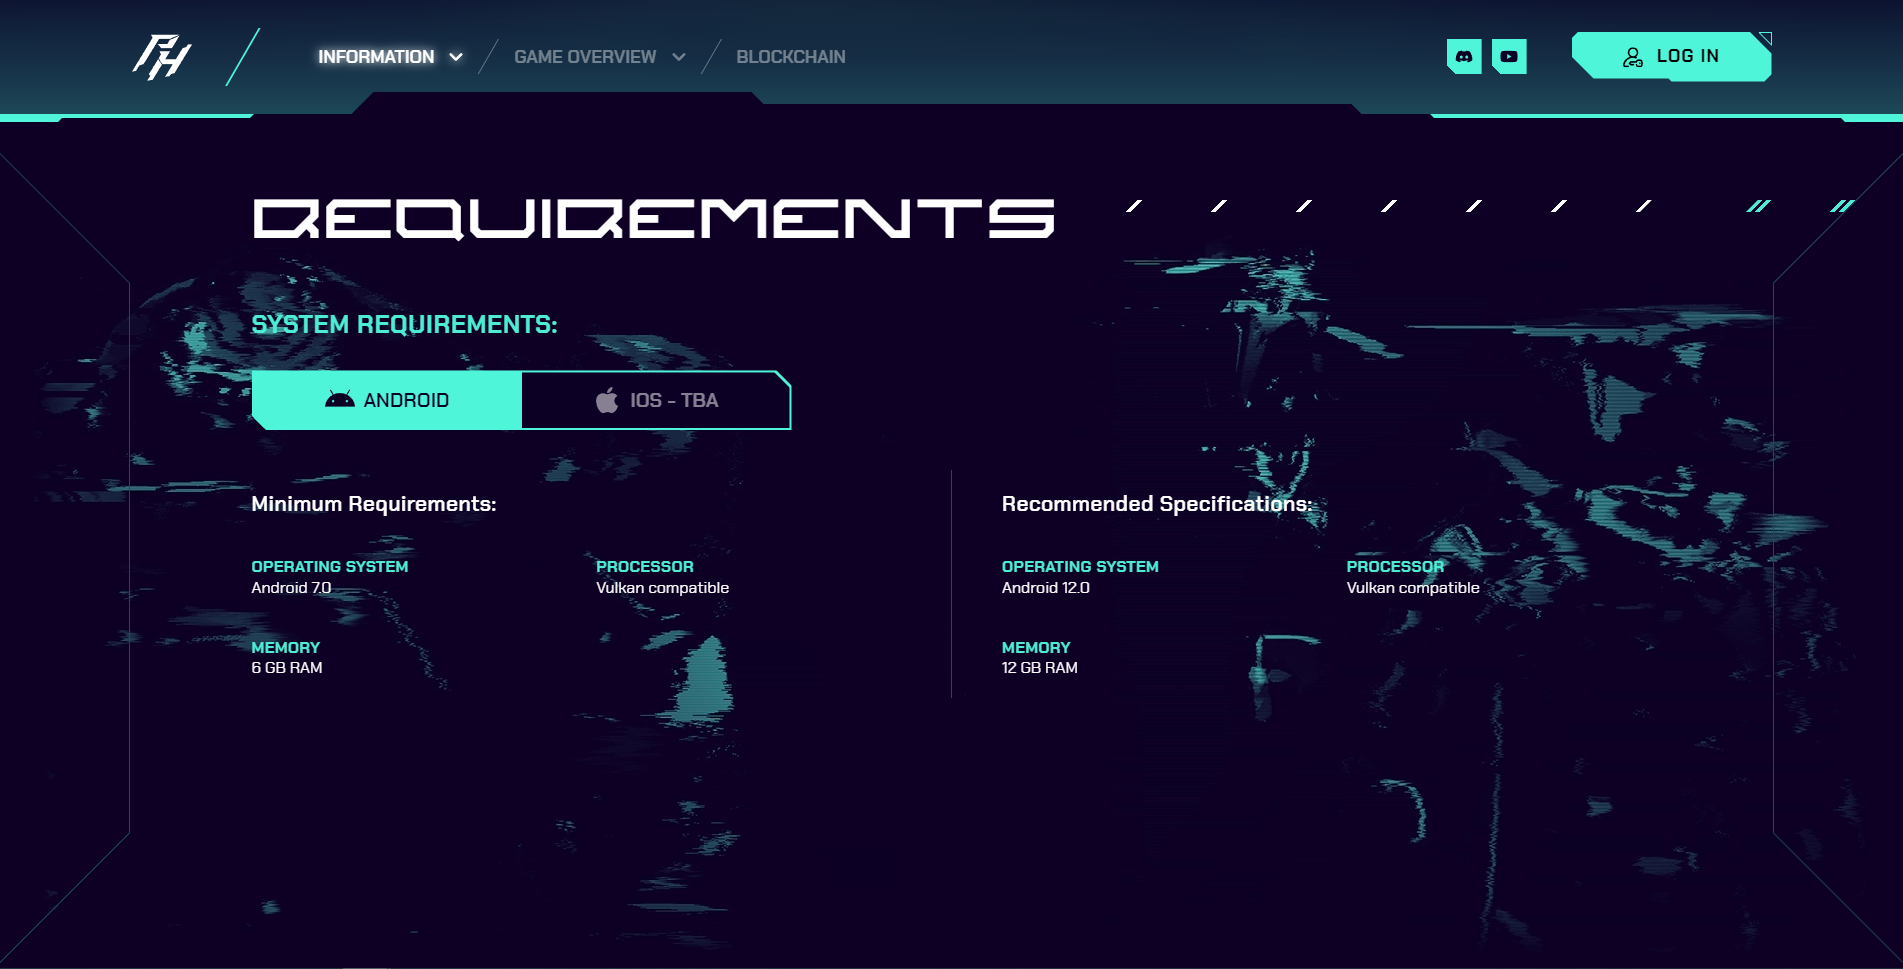 INFORMATION
GAME OVERVIEW
BLOCKCHAIN
LOG IN
REQUIREMENTS
SYSTEM REQUIREMENTS:
ANDROID
IOS - TBA
Minimum Requirements:
OPERATING SYSTEM
Android 7.0
PROCESSOR
Vulkan compatible
MEMORY
6 GB RAM
Recommended Specifications:
OPERATING SYSTEM
Android 12.0
PROCESSOR
Vulkan compatible
MEMORY
12 GB RAM